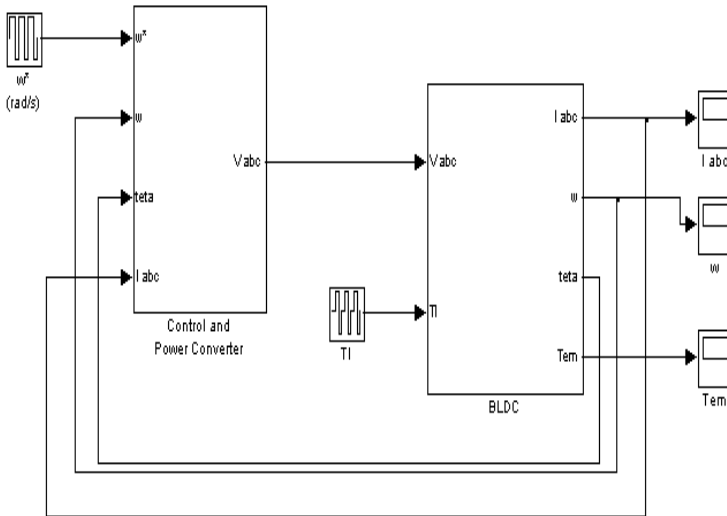 w*
(rad/s)
w*
w
teta
I abc
Vabc
Control and
Power Converter
Tl
Vabc
Tl
I abc
w
teta
Tem
BLDC
I abc
w
Tem